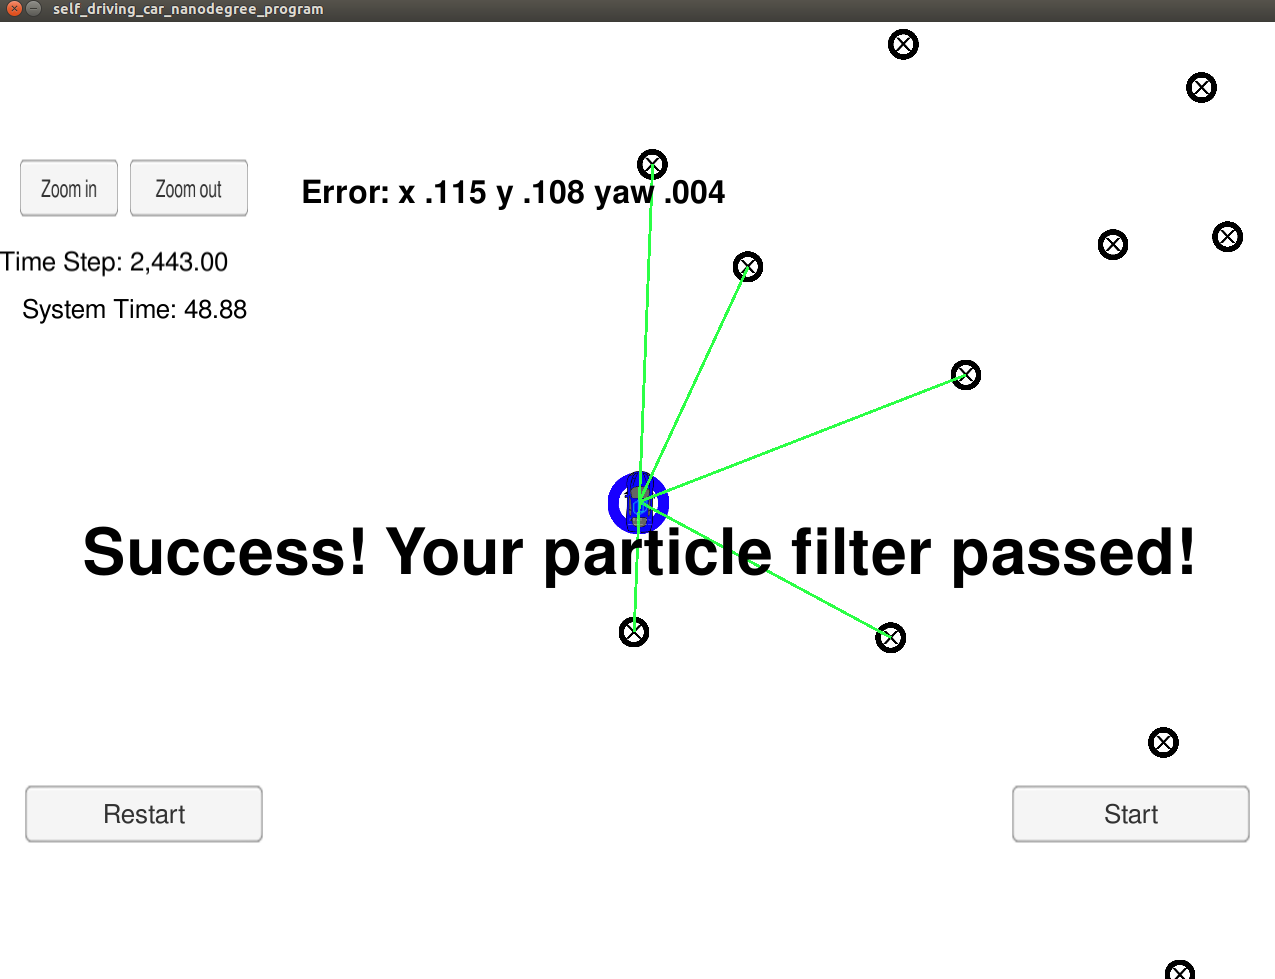 self_driving_car_nanodegree_program
Zoom in
Zoom out
Error: x .115 y .108 yaw .004
Time Step: 2,443.00
System Time: 48.88
Success! Your particle filter passed!
Restart
Start